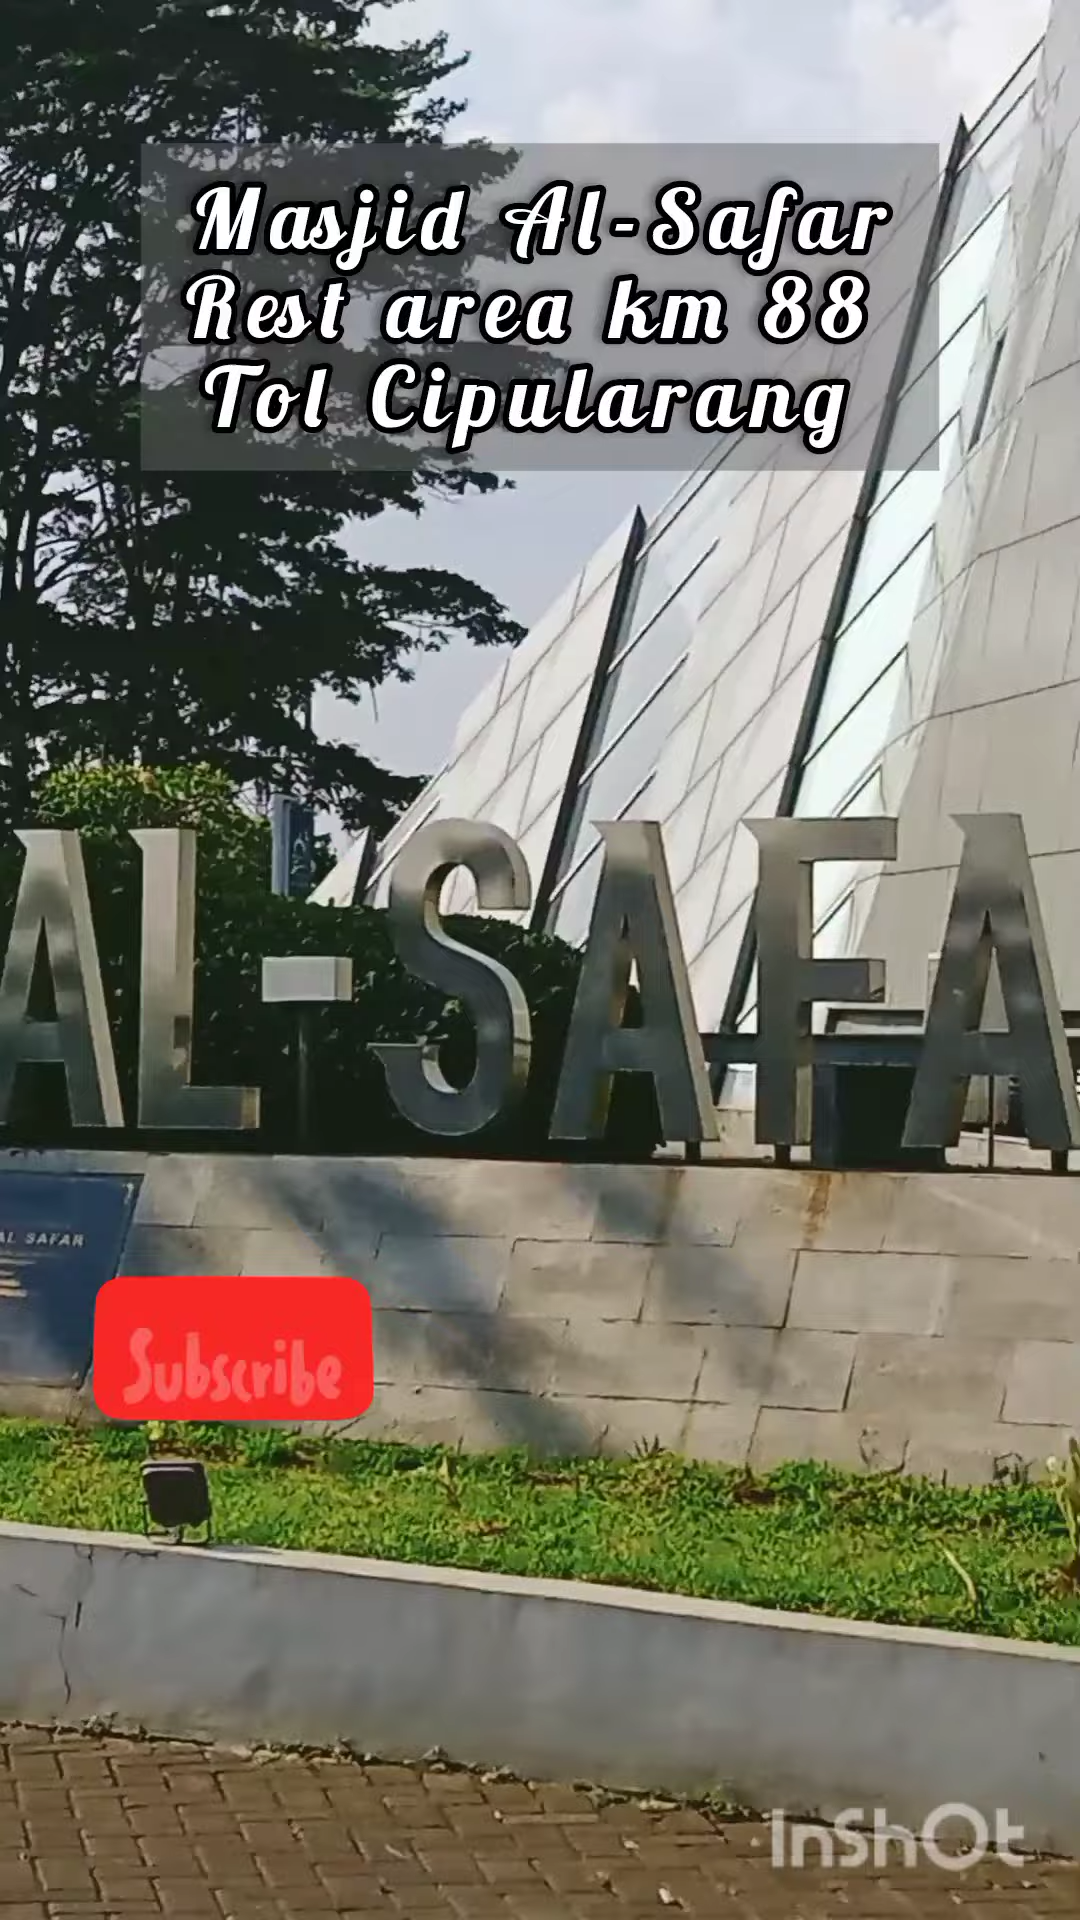 Masjid Al-Safar
Rest area km 88
Tol Cipularang
AL-SAFA
AL SAFAR
Subscribe
InShOt